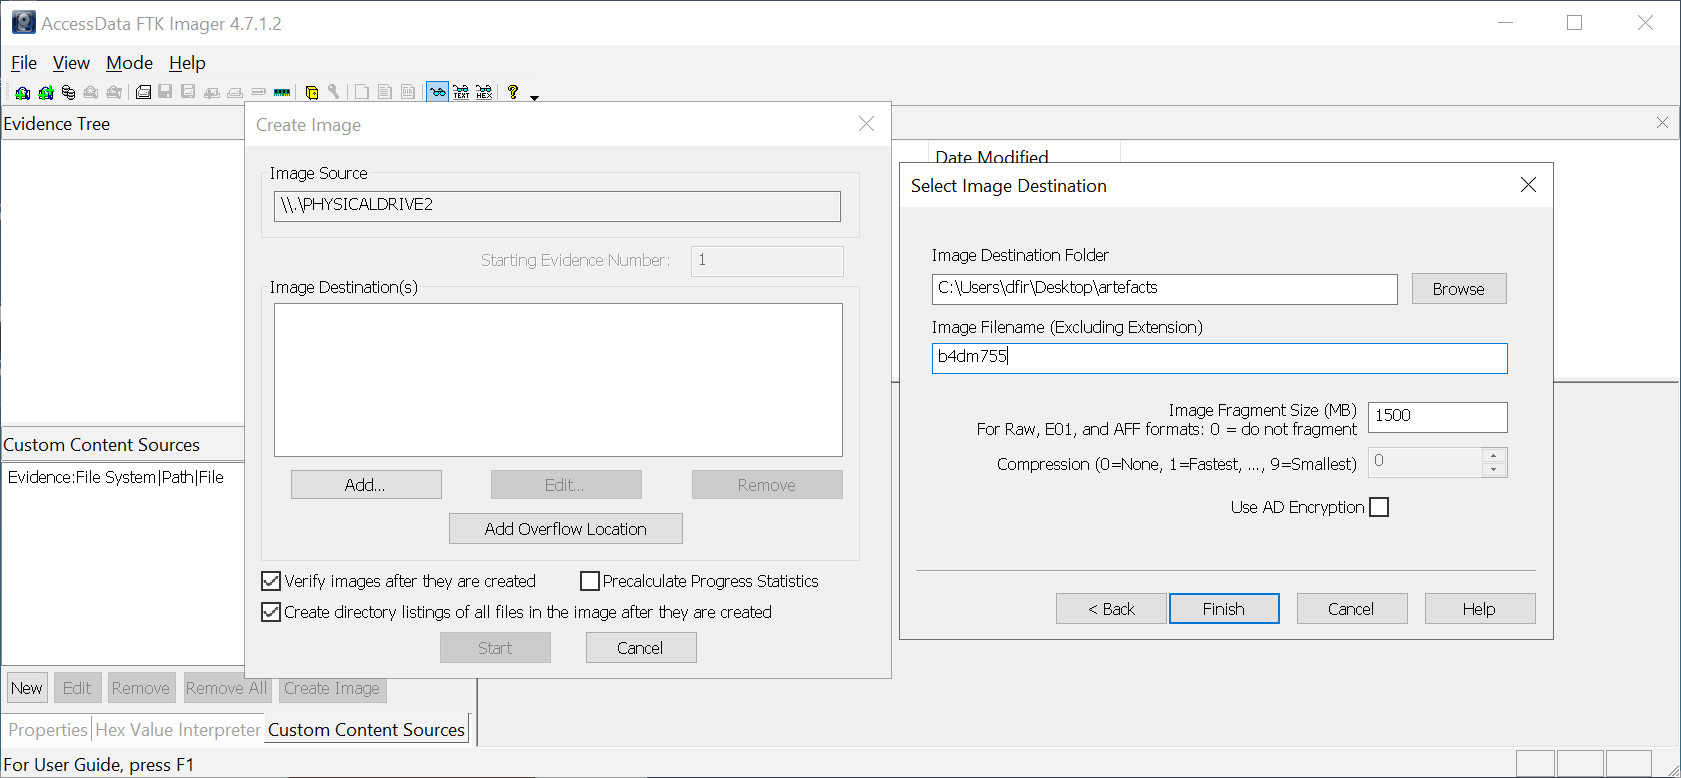 AccessData FTK Imager 4.7.1.2
File View Mode Help
TEXT HEX
Evidence Tree
Create Image
Date Modified
Image Source
\\.\PHYSICALDRIVE2
Starting Evidence Number: 1
Image Destination(s)
Add... Edit... Remove
Add Overflow Location
Verify images after they are created
Precalculate Progress Statistics
Create directory listings of all files in the image after they are created
Start Cancel
Select Image Destination
Image Destination Folder
C:\Users\dfir\Desktop\artefacts
Browse
Image Filename (Excluding Extension)
b4dm755
Image Fragment Size (MB) 1500
For Raw, E01, and AFF formats: 0 = do not fragment
Compression (0=None, 1=Fastest, ..., 9=Smallest) 0
Use AD Encryption
< Back Finish Cancel Help
Custom Content Sources
Evidence:File System|Path|File
New Edit Remove Remove All Create Image
Properties Hex Value Interpreter Custom Content Sources
For User Guide, press F1